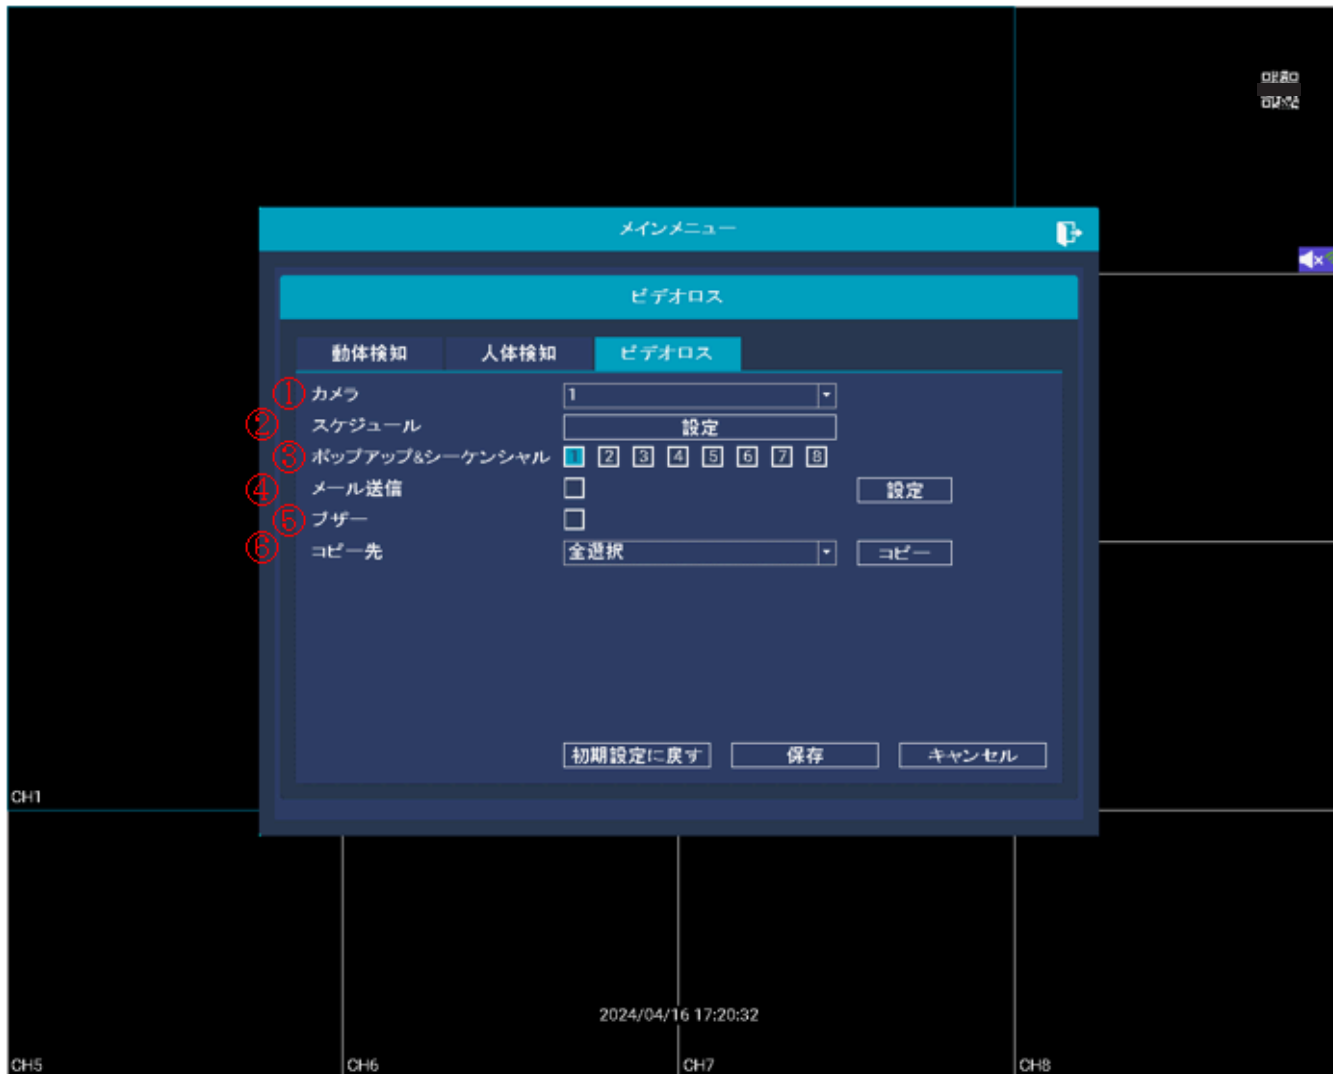 メインメニュー
ビデオロス
動体検知 人体検知 ビデオロス
① カメラ 1
② スケジュール 設定
③ ポップアップ&シーケンシャル 1 2 3 4 5 6 7 8
④ メール送信 設定
⑤ ブザー
⑥ コピー先 全選択 コピー
初期設定に戻す 保存 キャンセル
CH1
2024/04/16 17:20:32
CH5 CH6 CH7 CH8